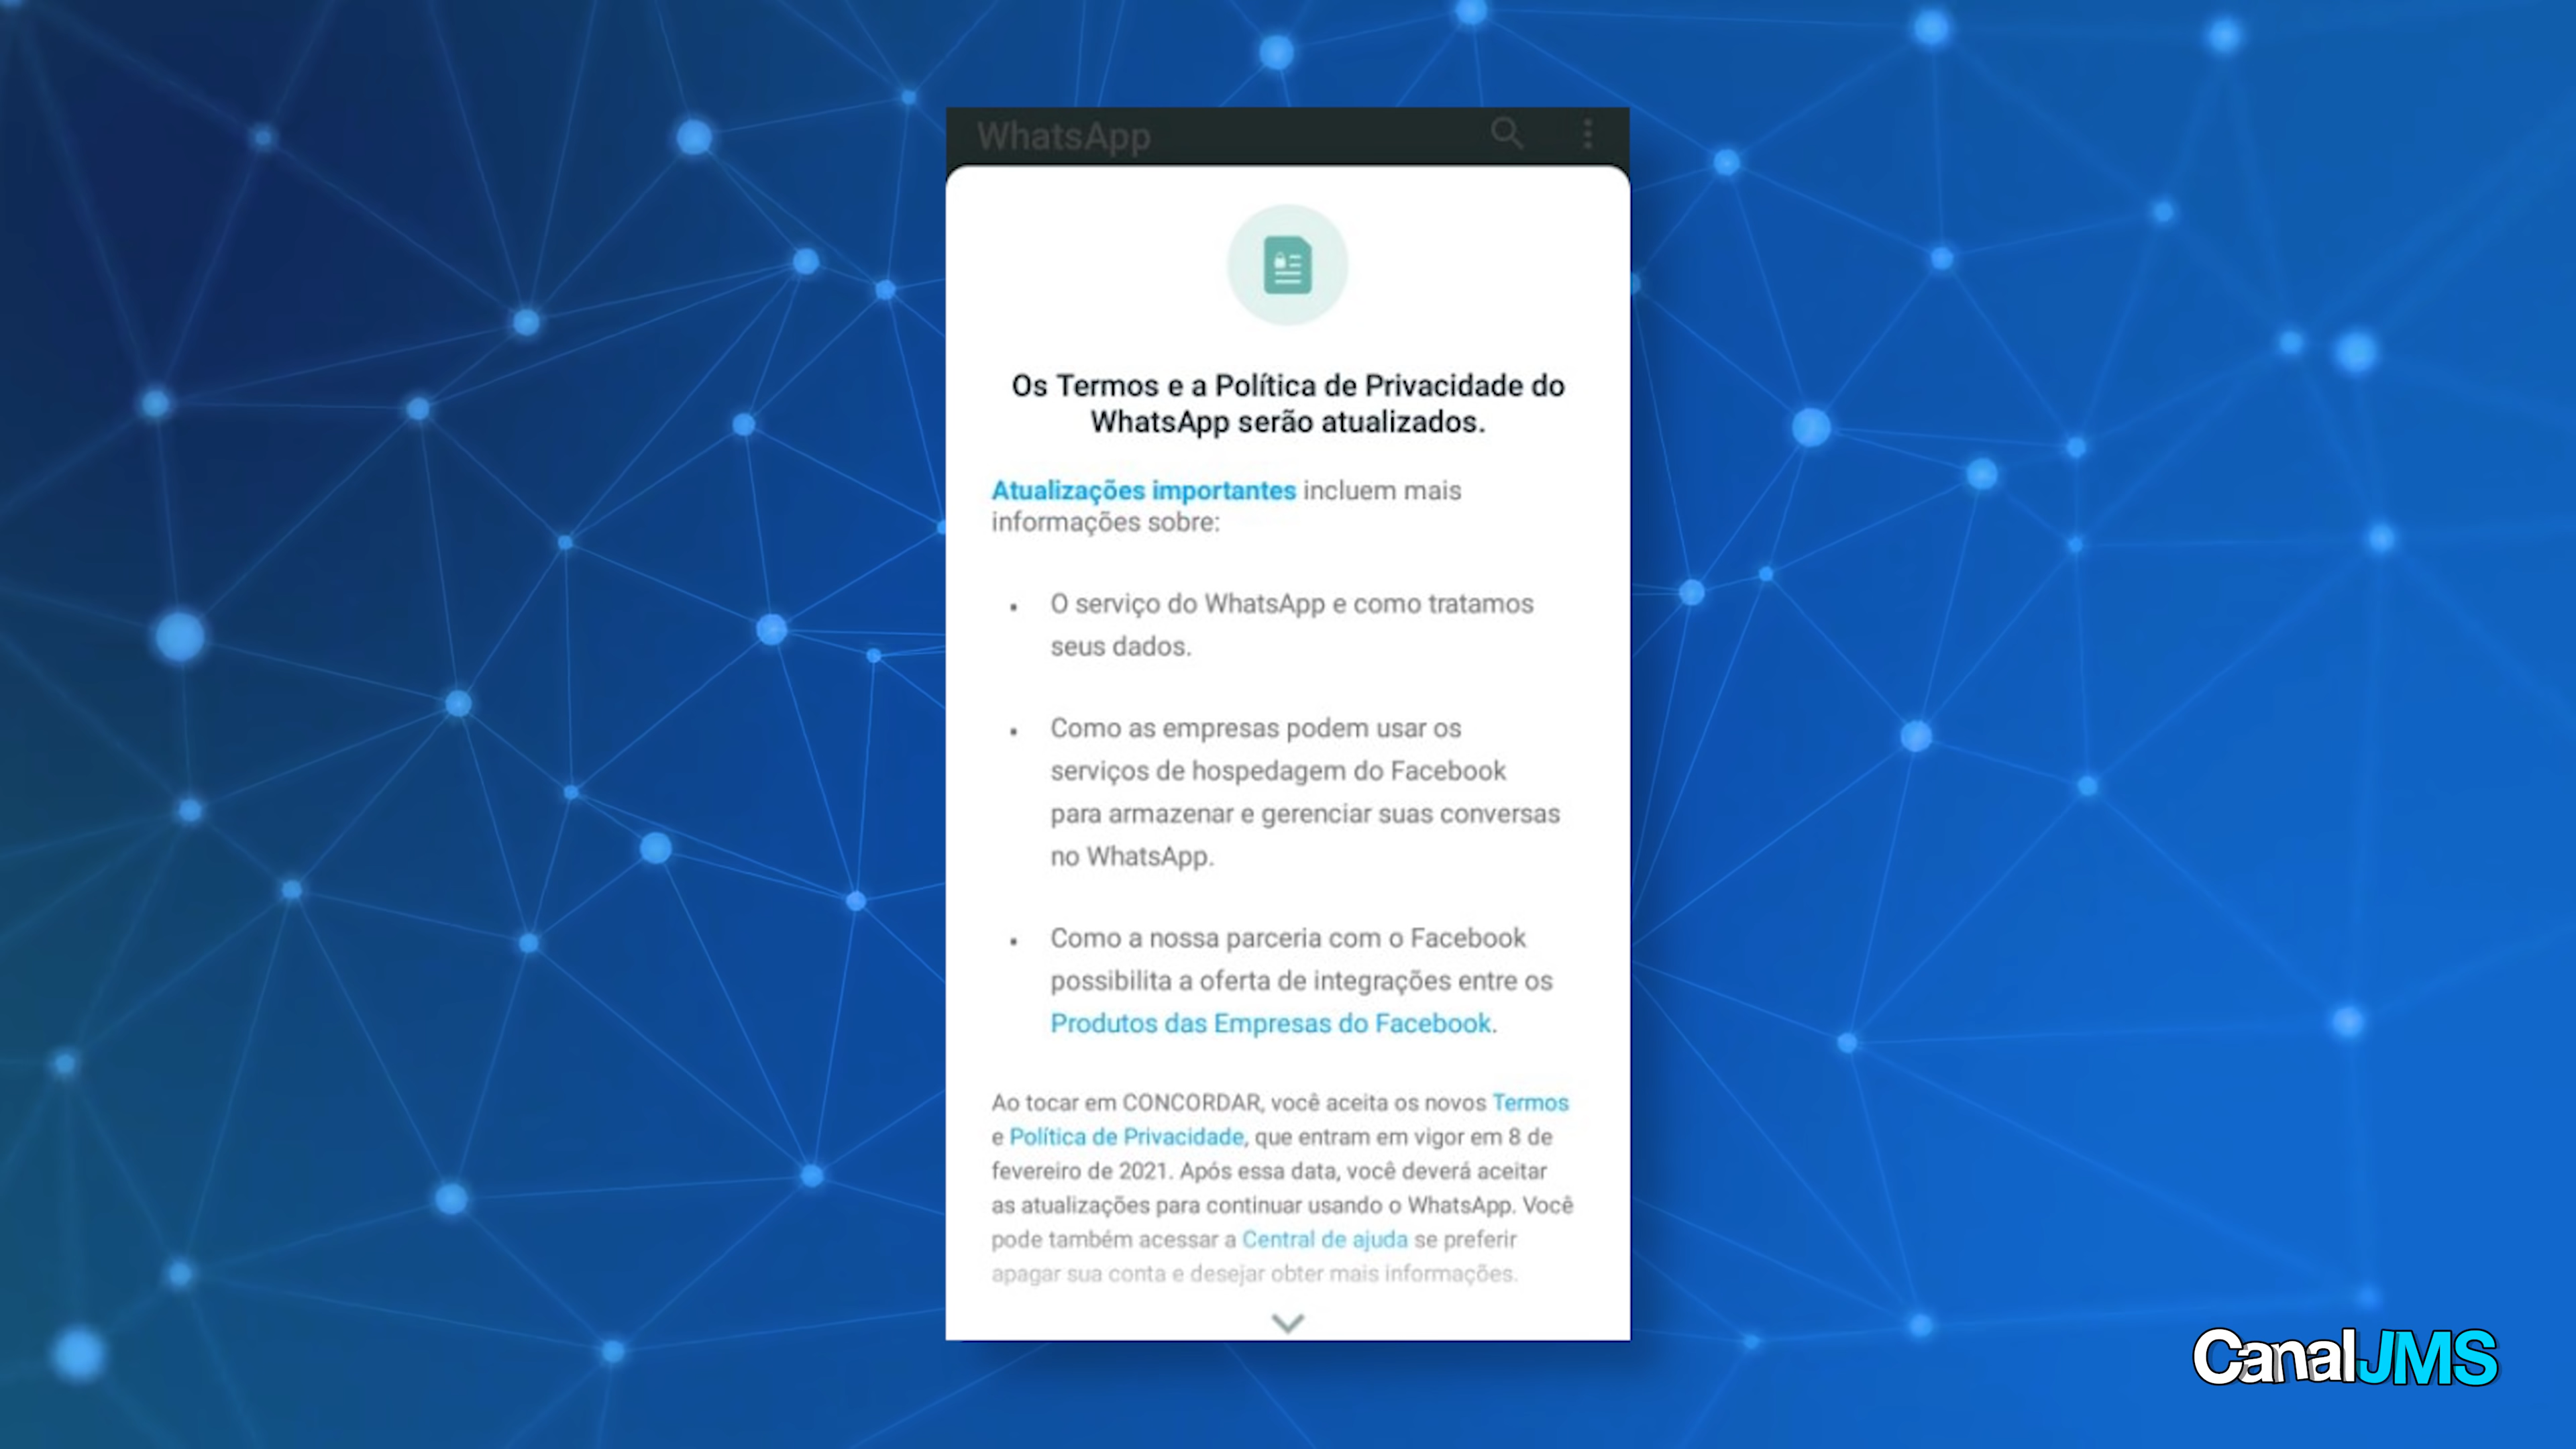 WhatsApp
Os Termos e a Política de Privacidade do
WhatsApp serão atualizados.
Atualizações importantes incluem mais
informações sobre:
O serviço do WhatsApp e como tratamos
seus dados.
Como as empresas podem usar os
serviços de hospedagem do Facebook
para armazenar e gerenciar suas conversas
no WhatsApp.
Como a nossa parceria com o Facebook
possibilita a oferta de integrações entre os
Produtos das Empresas do Facebook.
Ao tocar em CONCORDAR, você aceita os novos Termos
e Política de Privacidade, que entram em vigor em 8 de
fevereiro de 2021. Após essa data, você deverá aceitar
as atualizações para continuar usando o WhatsApp. Você
pode também acessar a Central de ajuda se preferir
apagar sua conta e desejar obter mais informações.
CanalJMS